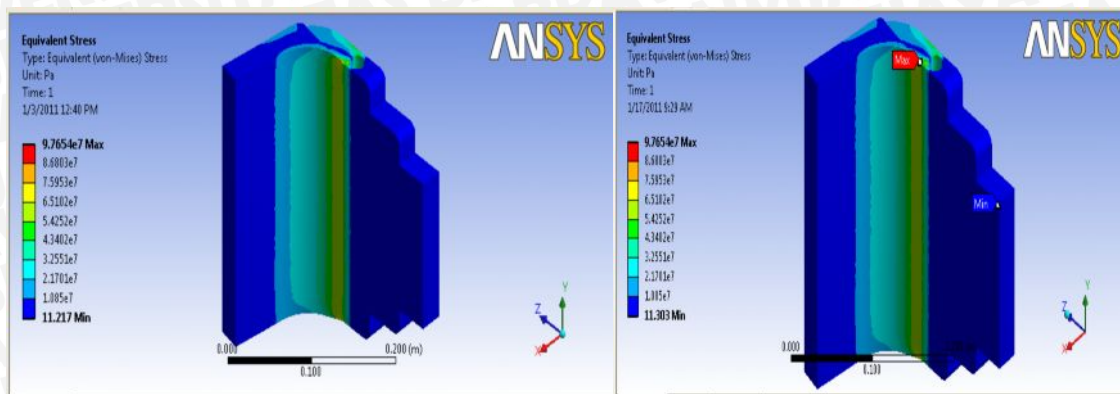 ANSYS
Equivalent Stress
Type: Equivalent (von-Mises) Stress
Unit: Pa
Time: 1
1/3/2011 12:40 PM
9.7654e7 Max
8.6803e7
7.5953e7
6.5102e7
5.4252e7
4.3402e7
3.2551e7
2.1701e7
1.085e7
11.217 Min
0.000
0.100
0.200 (m)
Y
Z
X
ANSYS
Equivalent Stress
Type: Equivalent (von-Mises) Stress
Unit: Pa
Time: 1
1/17/2011 9:29 AM
Max
9.7654e7 Max
8.6803e7
7.5953e7
6.5102e7
5.4252e7
4.3402e7
3.2551e7
2.1701e7
1.085e7
11.303 Min
Min
0.000
0.100
Y
Z
X